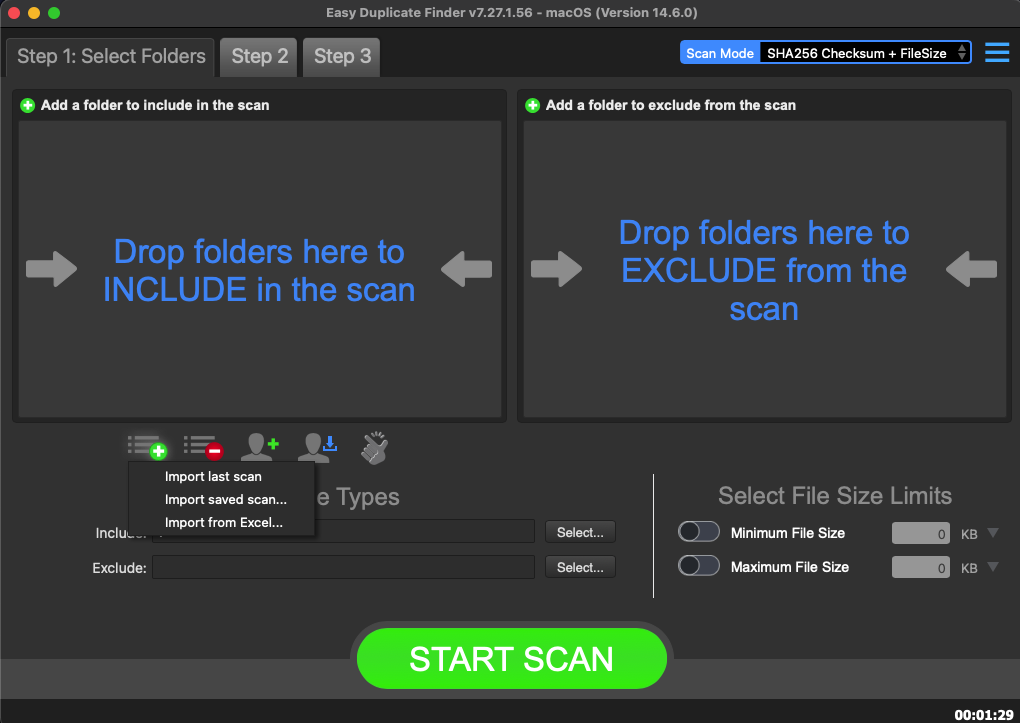 Easy Duplicate Finder v7.27.1.56 - macOS (Version 14.6.0)
Step 1: Select Folders
Step 2
Step 3
Scan Mode
SHA256 Checksum + FileSize
Add a folder to include in the scan
Add a folder to exclude from the scan
Drop folders here to
INCLUDE in the scan
Drop folders here to
EXCLUDE from the
scan
Import last scan
Import saved scan...
Import from Excel...
Types
Select File Size Limits
Include:
Select...
Minimum File Size
0
KB
Exclude:
Select...
Maximum File Size
0
KB
START SCAN
00:01:29